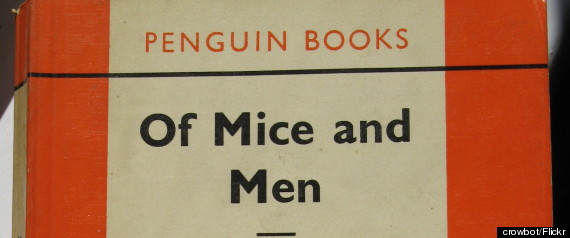 PENGUIN BOOKS
Of Mice and
Men
crowbot/Flickr